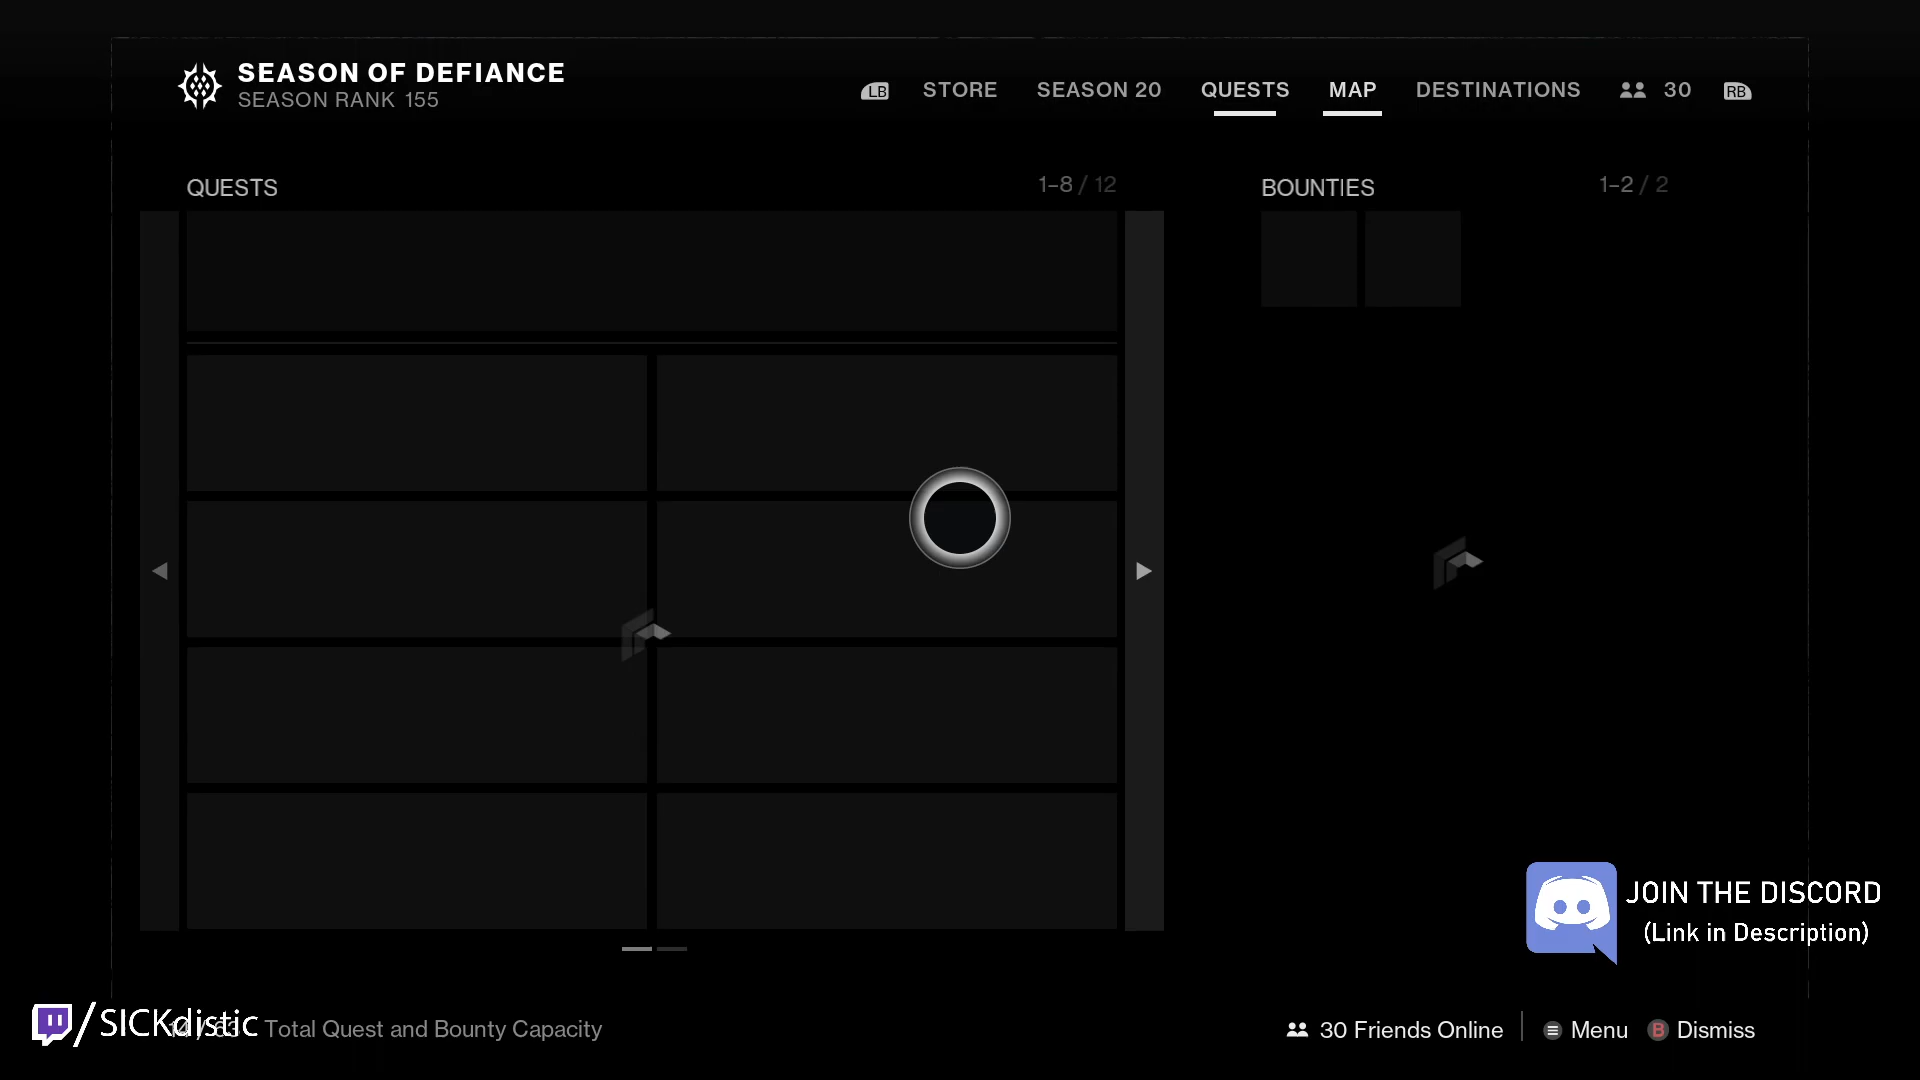 SEASON OF DEFIANCE
SEASON RANK 155
LB STORE SEASON 20 QUESTS MAP DESTINATIONS 30 RB
QUESTS 1–8 / 12
BOUNTIES 1–2 / 2
JOIN THE DISCORD
(Link in Description)
/SICKdistic
14 / 63 Total Quest and Bounty Capacity
30 Friends Online Menu B Dismiss